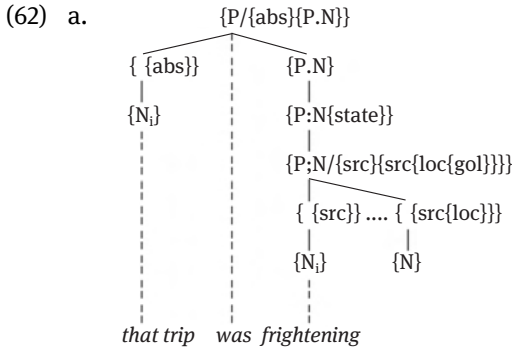 (62) a. {P/{abs}{P.N}}
{ {abs}} {P.N}
{Nᵢ} {P:N{state}}
{P;N/{src}{src{loc{gol}}}}
{ {src}} .... { {src{loc}}}
{Nᵢ} {N}
that trip was frightening